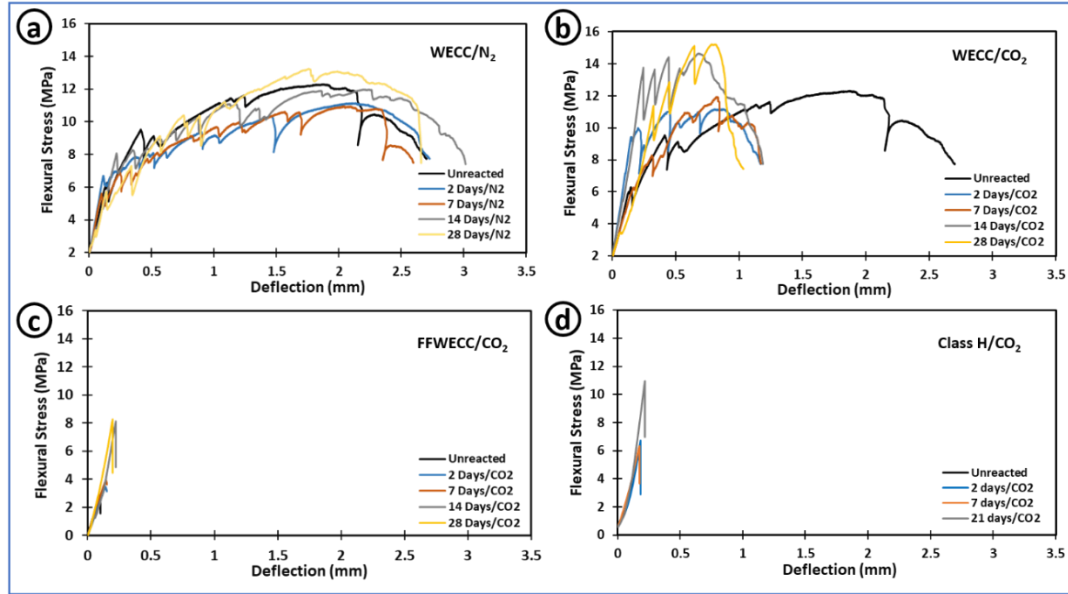 a
WECC/N₂
Flexural Stress (MPa)
16
14
12
10
8
6
4
2
Unreacted
2 Days/N2
7 Days/N2
14 Days/N2
28 Days/N2
0 0.5 1 1.5 2 2.5 3 3.5
Deflection (mm)
b
WECC/CO₂
Flexural Stress (MPa)
16
14
12
10
8
6
4
2
Unreacted
2 Days/CO2
7 Days/CO2
14 Days/CO2
28 Days/CO2
0 0.5 1 1.5 2 2.5 3 3.5
Deflection (mm)
c
FFWECC/CO₂
Flexural Stress (MPa)
16
14
12
10
8
6
4
2
0
Unreacted
2 Days/CO2
7 Days/CO2
14 Days/CO2
28 Days/CO2
0 0.5 1 1.5 2 2.5 3 3.5
Deflection (mm)
d
Class H/CO₂
Flexural Stress (MPa)
16
14
12
10
8
6
4
2
0
Unreacted
2 days/CO2
7 days/CO2
21 days/CO2
0 0.5 1 1.5 2 2.5 3 3.5
Deflection (mm)